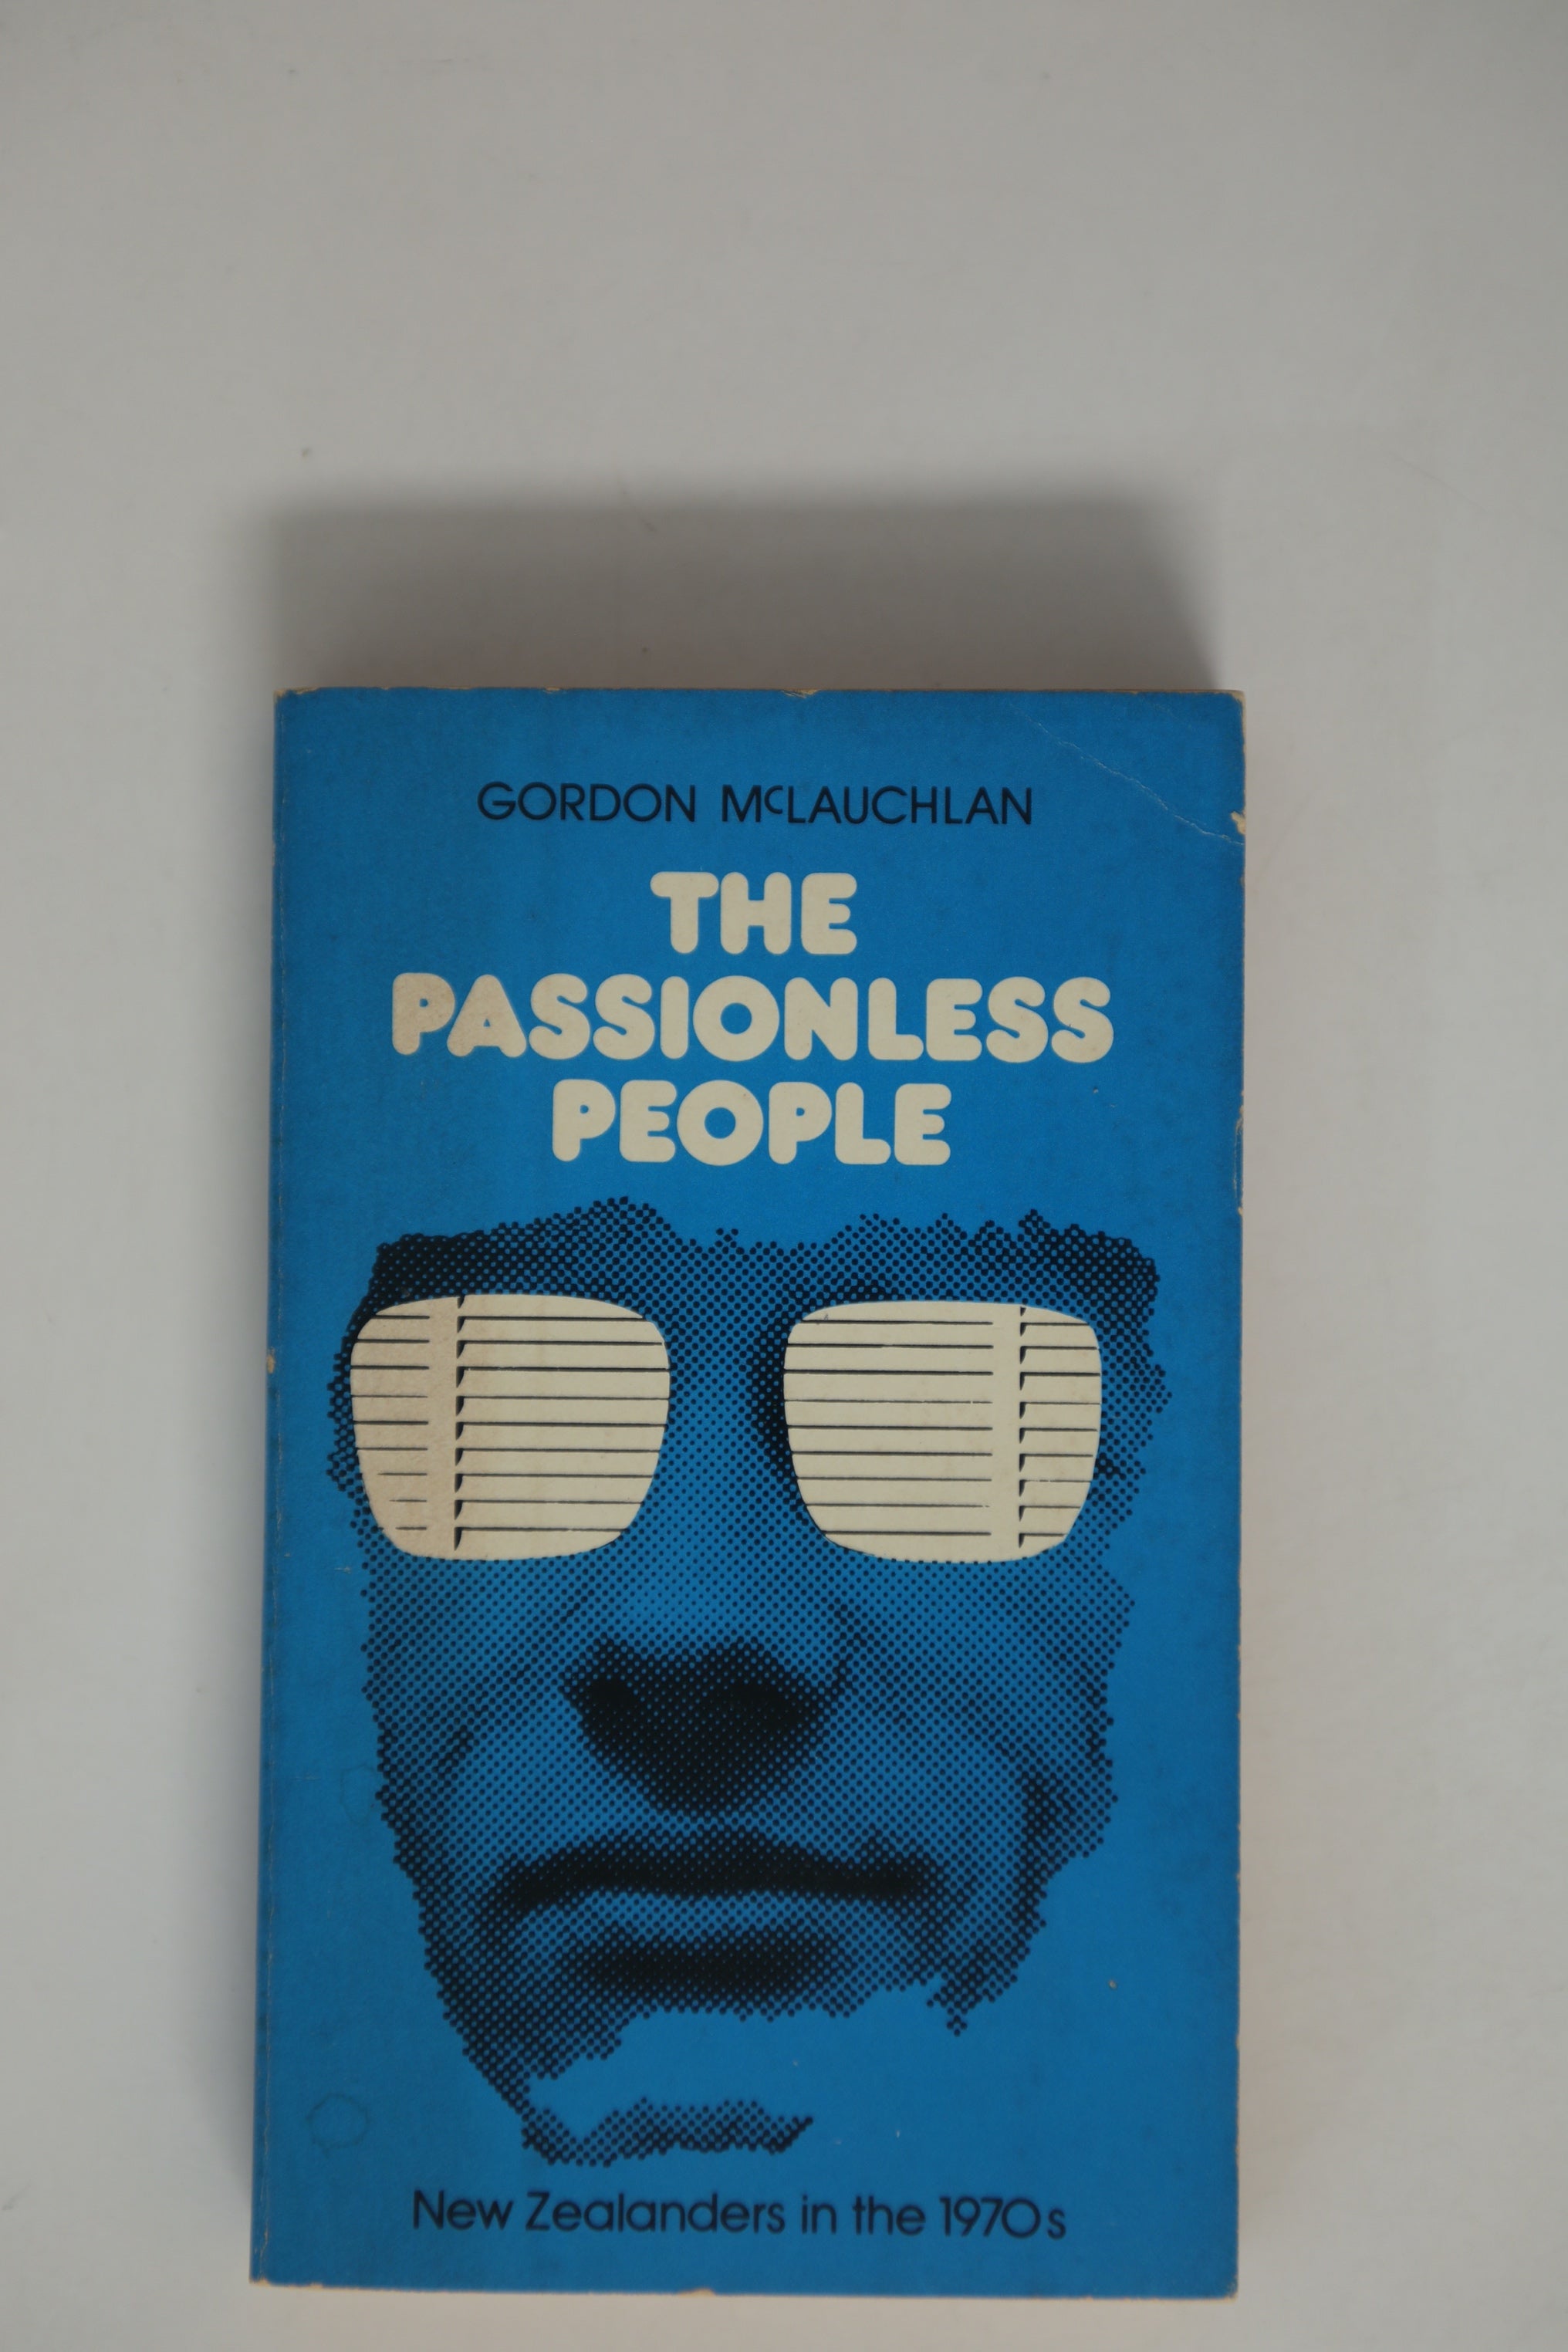 GORDON McLAUCHLAN
THE
PASSIONLESS
PEOPLE
New Zealanders in the 1970s